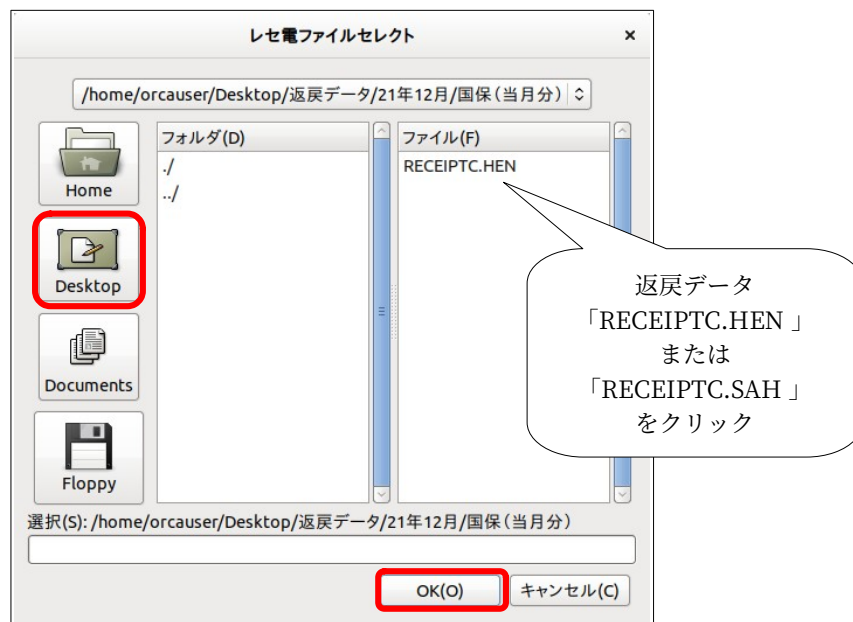 レセ電ファイルセレクト
×
/home/orcauser/Desktop/返戻データ/21年12月/国保(当月分)
Home
Desktop
Documents
Floppy
フォルダ(D)
./
../
ファイル(F)
RECEIPTC.HEN
返戻データ
「RECEIPTC.HEN 」
または
「RECEIPTC.SAH 」
をクリック
選択(S): /home/orcauser/Desktop/返戻データ/21年12月/国保(当月分)
OK(O)
キャンセル(C)